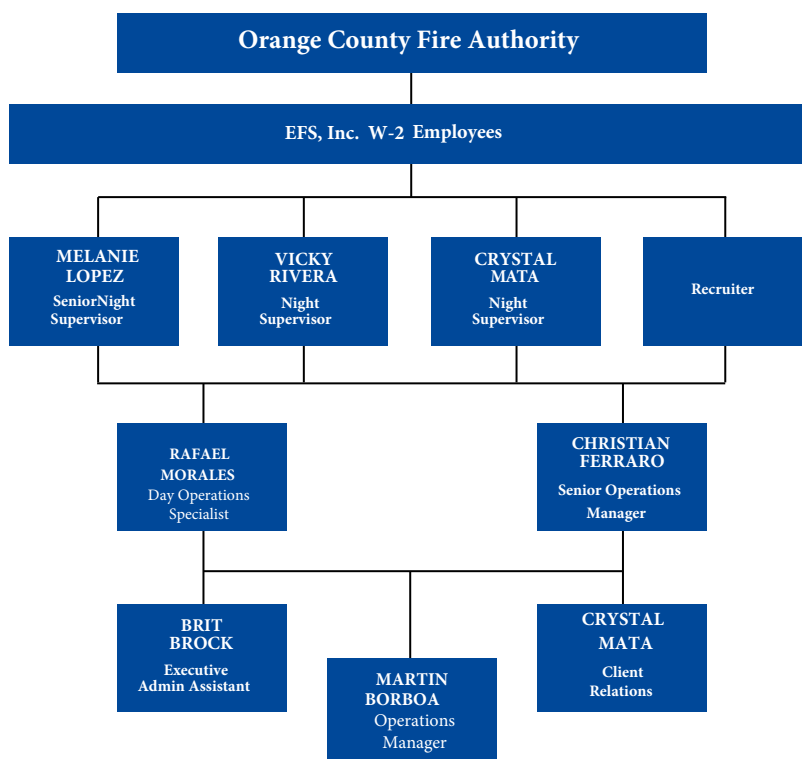 Orange County Fire Authority
EFS, Inc. W-2 Employees
MELANIE
LOPEZ
SeniorNight
Supervisor
VICKY
RIVERA
Night
Supervisor
CRYSTAL
MATA
Night
Supervisor
Recruiter
RAFAEL
MORALES
Day Operations
Specialist
CHRISTIAN
FERRARO
Senior Operations
Manager
BRIT
BROCK
Executive
Admin Assistant
MARTIN
BORBOA
Operations
Manager
CRYSTAL
MATA
Client
Relations